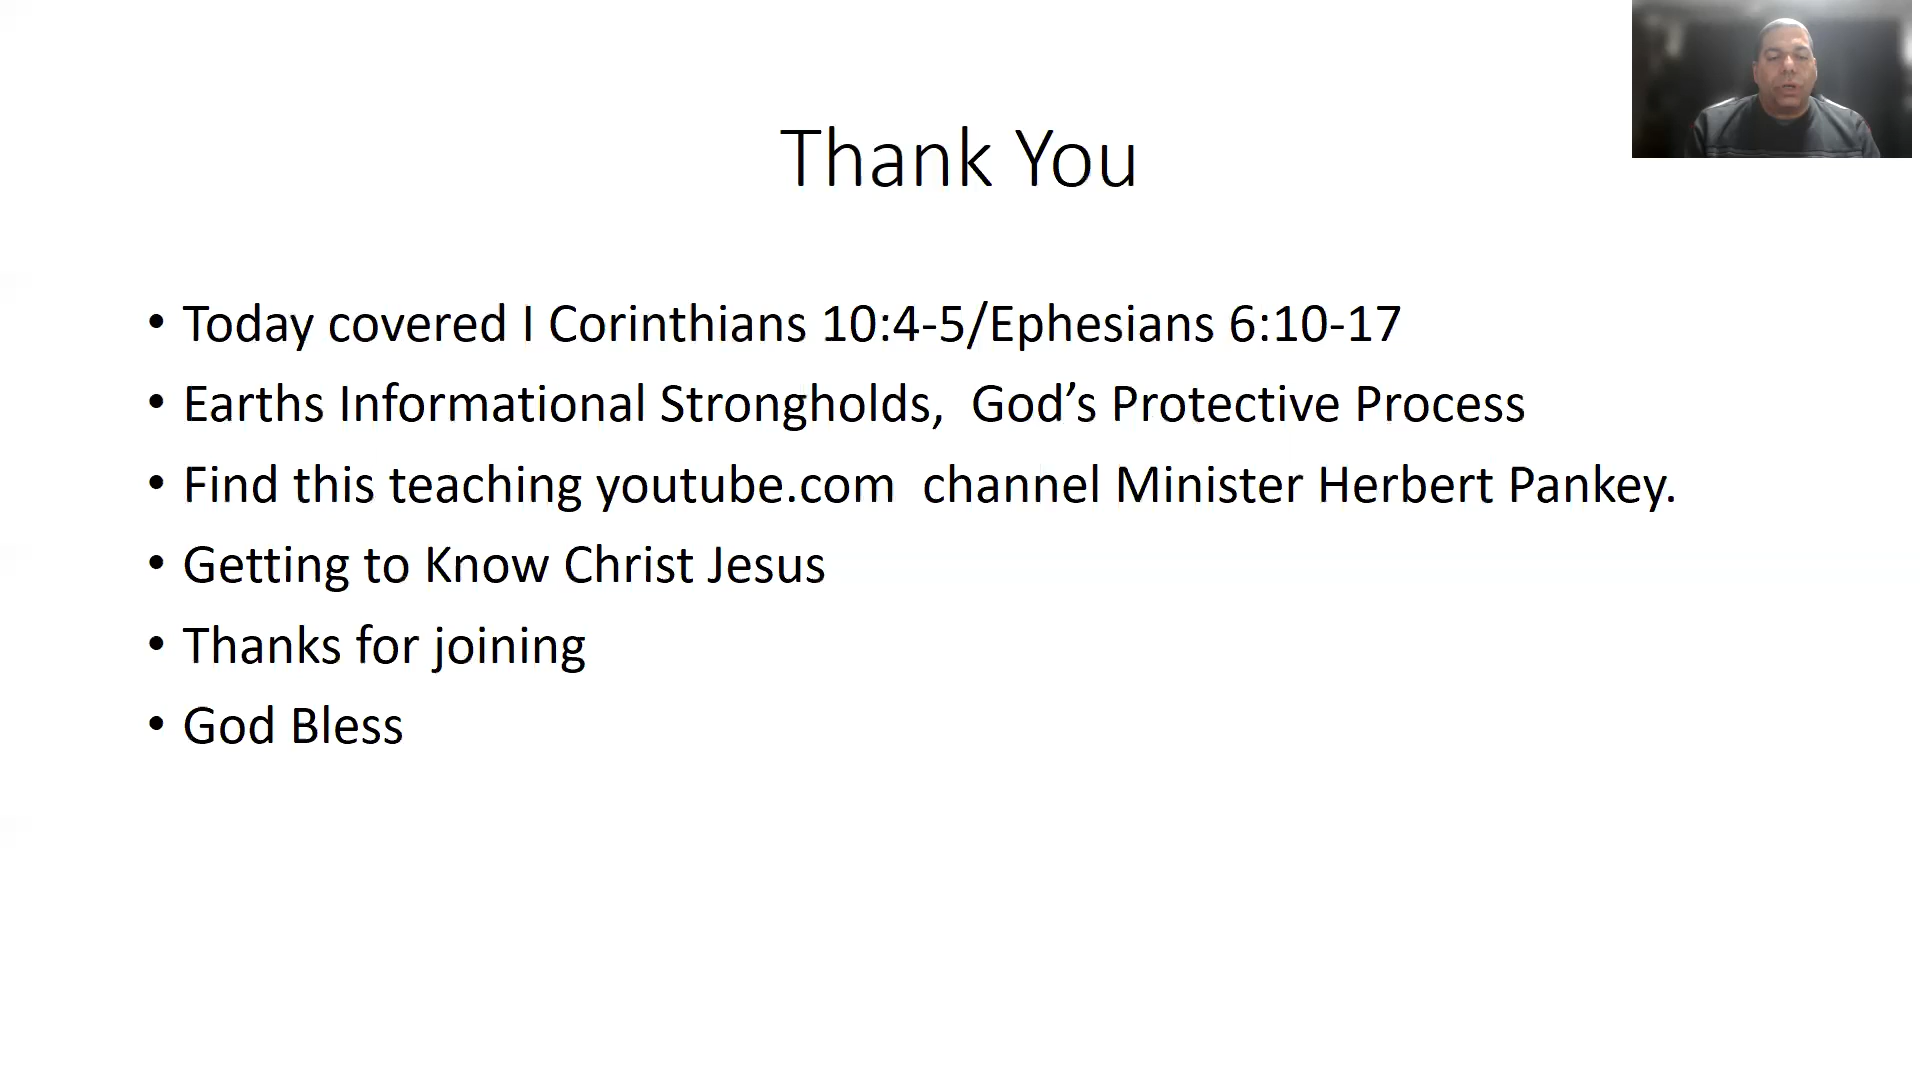 Thank You
• Today covered I Corinthians 10:4-5/Ephesians 6:10-17
• Earths Informational Strongholds,  God’s Protective Process
• Find this teaching youtube.com  channel Minister Herbert Pankey.
• Getting to Know Christ Jesus
• Thanks for joining
• God Bless